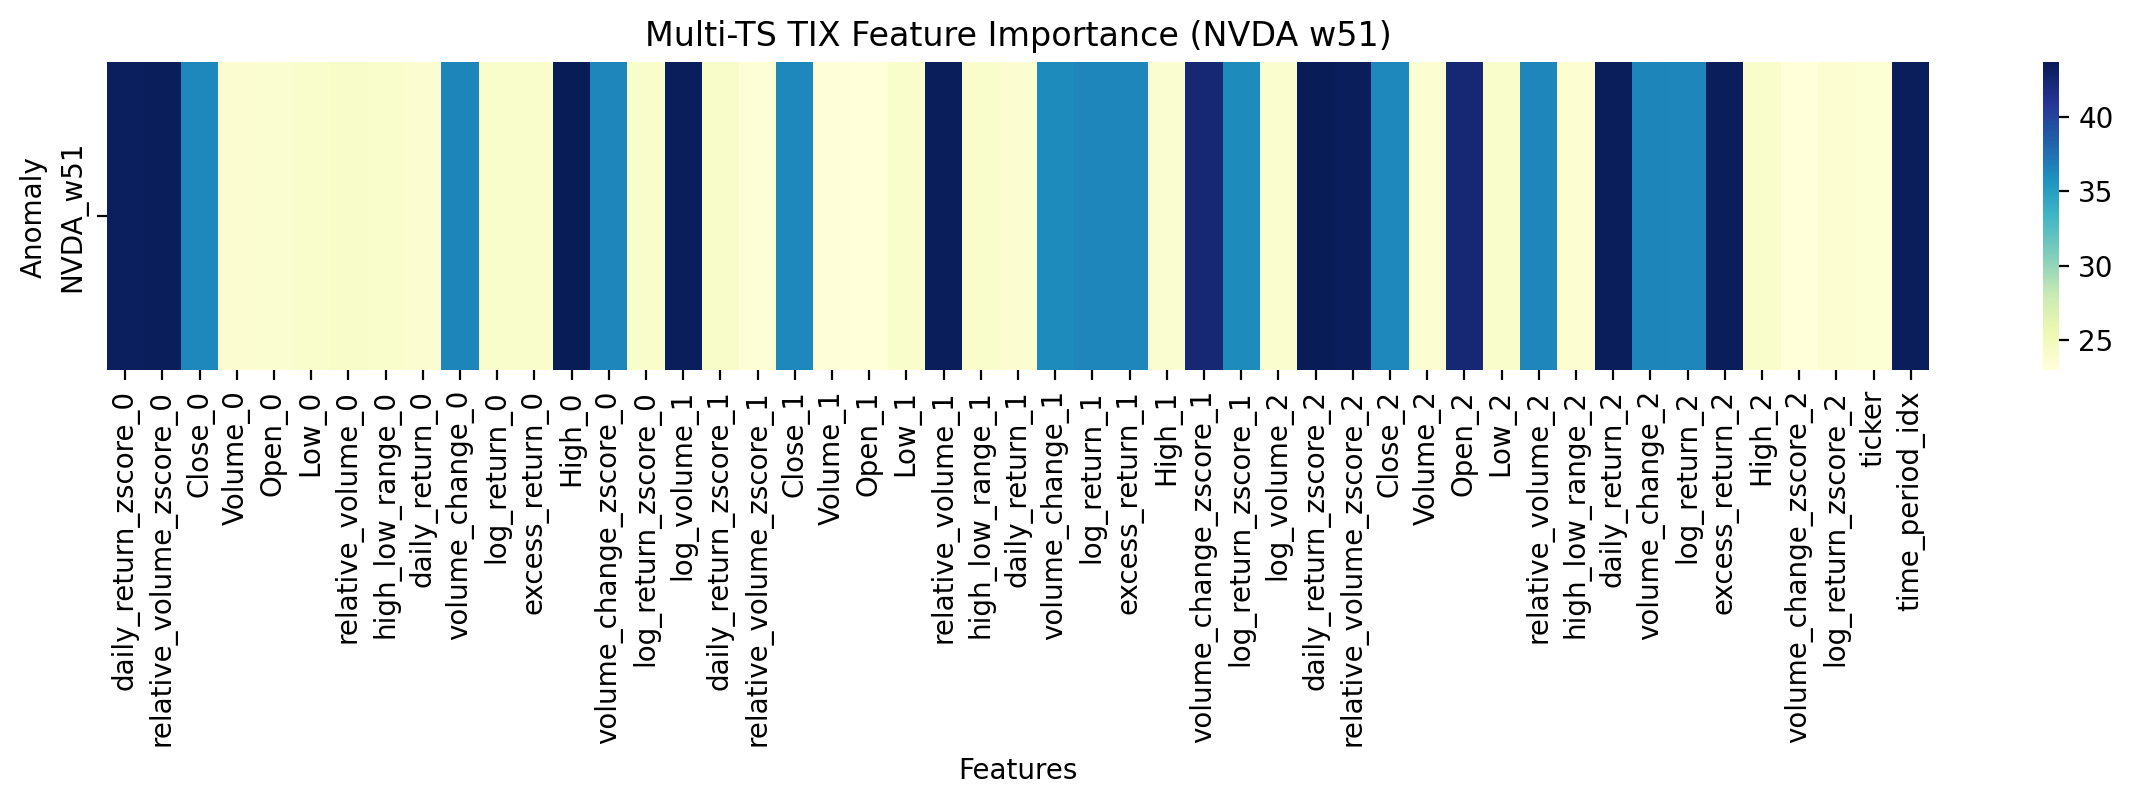 Multi-TS TIX Feature Importance (NVDA w51)
Anomaly
NVDA_w51
40
35
30
25
daily_return_zscore_0
relative_volume_zscore_0
Close_0
Volume_0
Open_0
Low_0
relative_volume_0
high_low_range_0
daily_return_0
volume_change_0
log_return_0
excess_return_0
High_0
volume_change_zscore_0
log_return_zscore_0
log_volume_1
daily_return_zscore_1
relative_volume_zscore_1
Close_1
Volume_1
Open_1
Low_1
relative_volume_1
high_low_range_1
daily_return_1
volume_change_1
log_return_1
excess_return_1
High_1
volume_change_zscore_1
log_return_zscore_1
log_volume_2
daily_return_zscore_2
relative_volume_zscore_2
Close_2
Volume_2
Open_2
Low_2
relative_volume_2
high_low_range_2
daily_return_2
volume_change_2
log_return_2
excess_return_2
High_2
volume_change_zscore_2
log_return_zscore_2
ticker
time_period_idx
Features